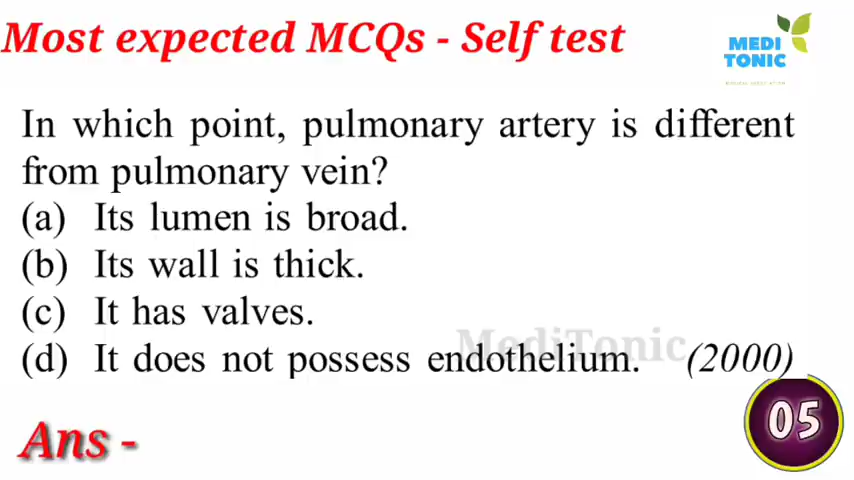 Most expected MCQs - Self test
MEDI
TONIC
In which point, pulmonary artery is different
from pulmonary vein?
(a) Its lumen is broad.
(b) Its wall is thick.
(c) It has valves.
MediTonic
(d) It does not possess endothelium. (2000)
05
Ans -